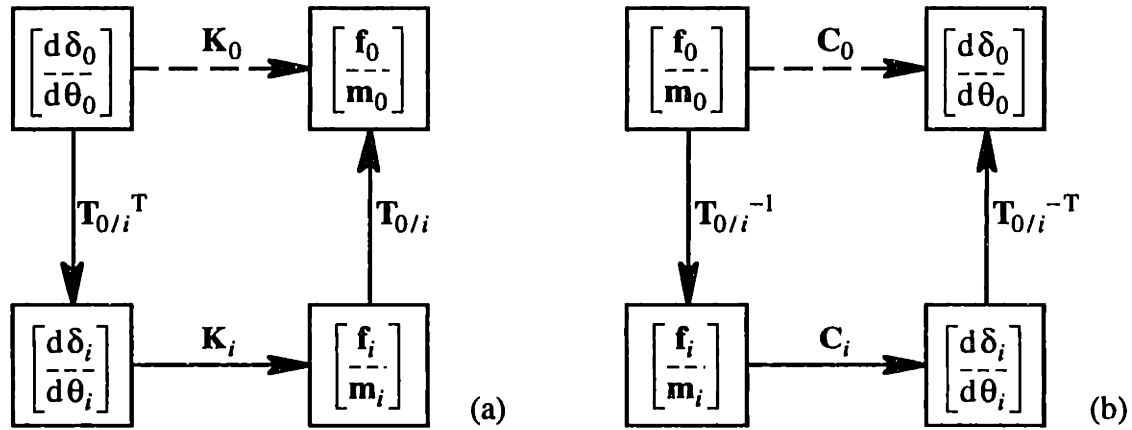 dδ₀ K₀ f₀ f₀ C₀ dδ₀
dθ₀ m₀ m₀ dθ₀
T₀/ᵢᵀ T₀/ᵢ T₀/ᵢ⁻¹ T₀/ᵢ⁻ᵀ
dδᵢ Kᵢ fᵢ fᵢ Cᵢ dδᵢ
dθᵢ mᵢ (a) mᵢ dθᵢ (b)